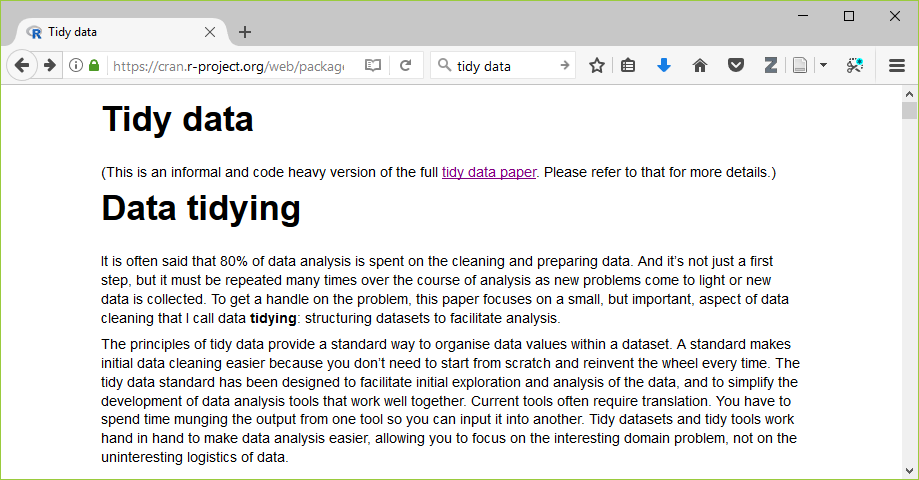 Tidy data
https://cran.r-project.org/web/package
tidy data
Tidy data
(This is an informal and code heavy version of the full tidy data paper. Please refer to that for more details.)
Data tidying
It is often said that 80% of data analysis is spent on the cleaning and preparing data. And it’s not just a first
step, but it must be repeated many times over the course of analysis as new problems come to light or new
data is collected. To get a handle on the problem, this paper focuses on a small, but important, aspect of data
cleaning that I call data tidying: structuring datasets to facilitate analysis.
The principles of tidy data provide a standard way to organise data values within a dataset. A standard makes
initial data cleaning easier because you don’t need to start from scratch and reinvent the wheel every time. The
tidy data standard has been designed to facilitate initial exploration and analysis of the data, and to simplify the
development of data analysis tools that work well together. Current tools often require translation. You have to
spend time munging the output from one tool so you can input it into another. Tidy datasets and tidy tools work
hand in hand to make data analysis easier, allowing you to focus on the interesting domain problem, not on the
uninteresting logistics of data.